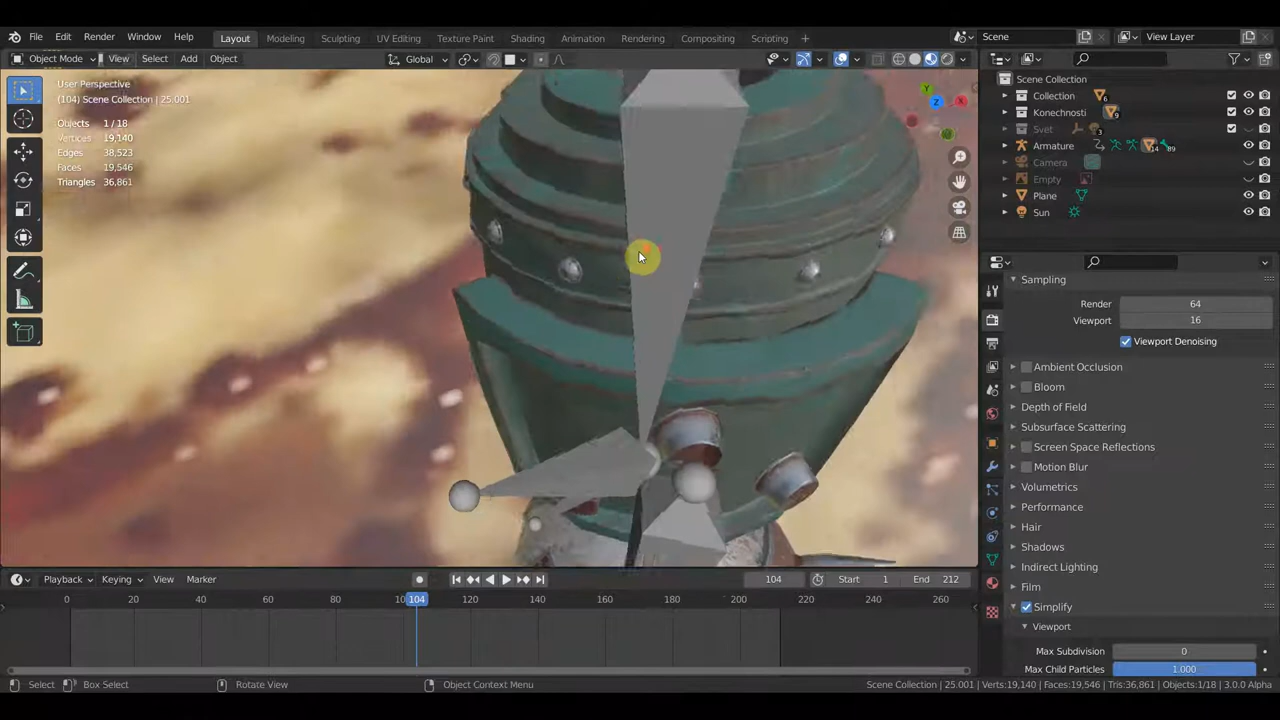 File Edit Render Window Help Layout Modeling Sculpting UV Editing Texture Paint Shading Animation Rendering Compositing Scripting + Scene View Layer
Object Mode View Select Add Object Global
User Perspective
(104) Scene Collection | 25.001
Objects 1 / 18
Vertices 19,140
Edges 38,523
Faces 19,546
Triangles 36,861
Y
Z
X
Scene Collection
Collection 6
Konechnosti 9
Svet 3
Armature 14 89
Camera
Empty
Plane
Sun
Sampling
Render 64
Viewport 16
Viewport Denoising
Ambient Occlusion
Bloom
Depth of Field
Subsurface Scattering
Screen Space Reflections
Motion Blur
Volumetrics
Performance
Hair
Shadows
Indirect Lighting
Film
Simplify
Viewport
Max Subdivision 0
Max Child Particles 1.000
Playback Keying View Marker 104 Start 1 End 212
0 20 40 60 80 10 104 120 140 160 180 200 220 240 260
Select Box Select Rotate View Object Context Menu Scene Collection | 25.001 | Verts:19,140 | Faces:19,546 | Tris:36,861 | Objects:1/18 | 3.0.0 Alpha